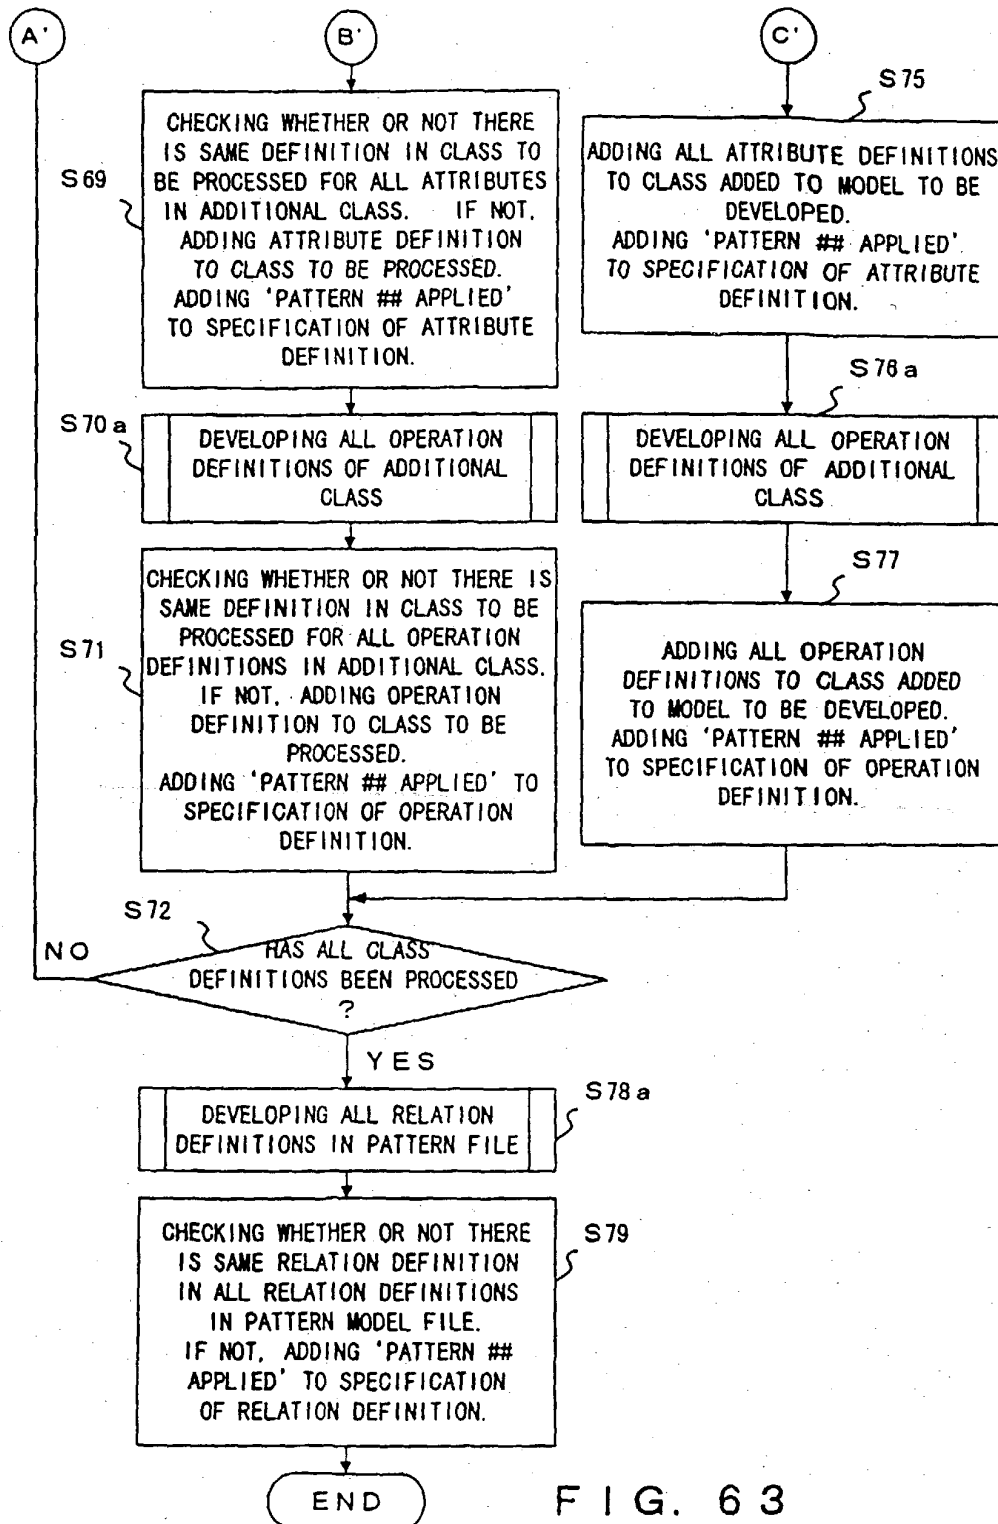 A'
B'
C'
S69
CHECKING WHETHER OR NOT THERE
IS SAME DEFINITION IN CLASS TO
BE PROCESSED FOR ALL ATTRIBUTES
IN ADDITIONAL CLASS. IF NOT,
ADDING ATTRIBUTE DEFINITION
TO CLASS TO BE PROCESSED.
ADDING 'PATTERN ## APPLIED'
TO SPECIFICATION OF ATTRIBUTE
DEFINITION.
S75
ADDING ALL ATTRIBUTE DEFINITIONS
TO CLASS ADDED TO MODEL TO BE
DEVELOPED.
ADDING 'PATTERN ## APPLIED'.
TO SPECIFICATION OF ATTRIBUTE
DEFINITION.
S70a
DEVELOPING ALL OPERATION
DEFINITIONS OF ADDITIONAL
CLASS
S76a
DEVELOPING ALL OPERATION
DEFINITIONS OF ADDITIONAL
CLASS
S71
CHECKING WHETHER OR NOT THERE IS
SAME DEFINITION IN CLASS TO BE
PROCESSED FOR ALL OPERATION
DEFINITIONS IN ADDITIONAL CLASS.
IF NOT, ADDING OPERATION
DEFINITION TO CLASS TO BE
PROCESSED.
ADDING 'PATTERN ## APPLIED' TO
SPECIFICATION OF OPERATION
DEFINITION.
S77
ADDING ALL OPERATION
DEFINITIONS TO CLASS ADDED
TO MODEL TO BE DEVELOPED.
ADDING 'PATTERN ## APPLIED'
TO SPECIFICATION OF OPERATION
DEFINITION.
S72
NO
HAS ALL CLASS
DEFINITIONS BEEN PROCESSED
?
YES
S78a
DEVELOPING ALL RELATION
DEFINITIONS IN PATTERN FILE
S79
CHECKING WHETHER OR NOT THERE
IS SAME RELATION DEFINITION
IN ALL RELATION DEFINITIONS
IN PATTERN MODEL FILE.
IF NOT, ADDING 'PATTERN ##
APPLIED' TO SPECIFICATION
OF RELATION DEFINITION.
END
FIG. 63